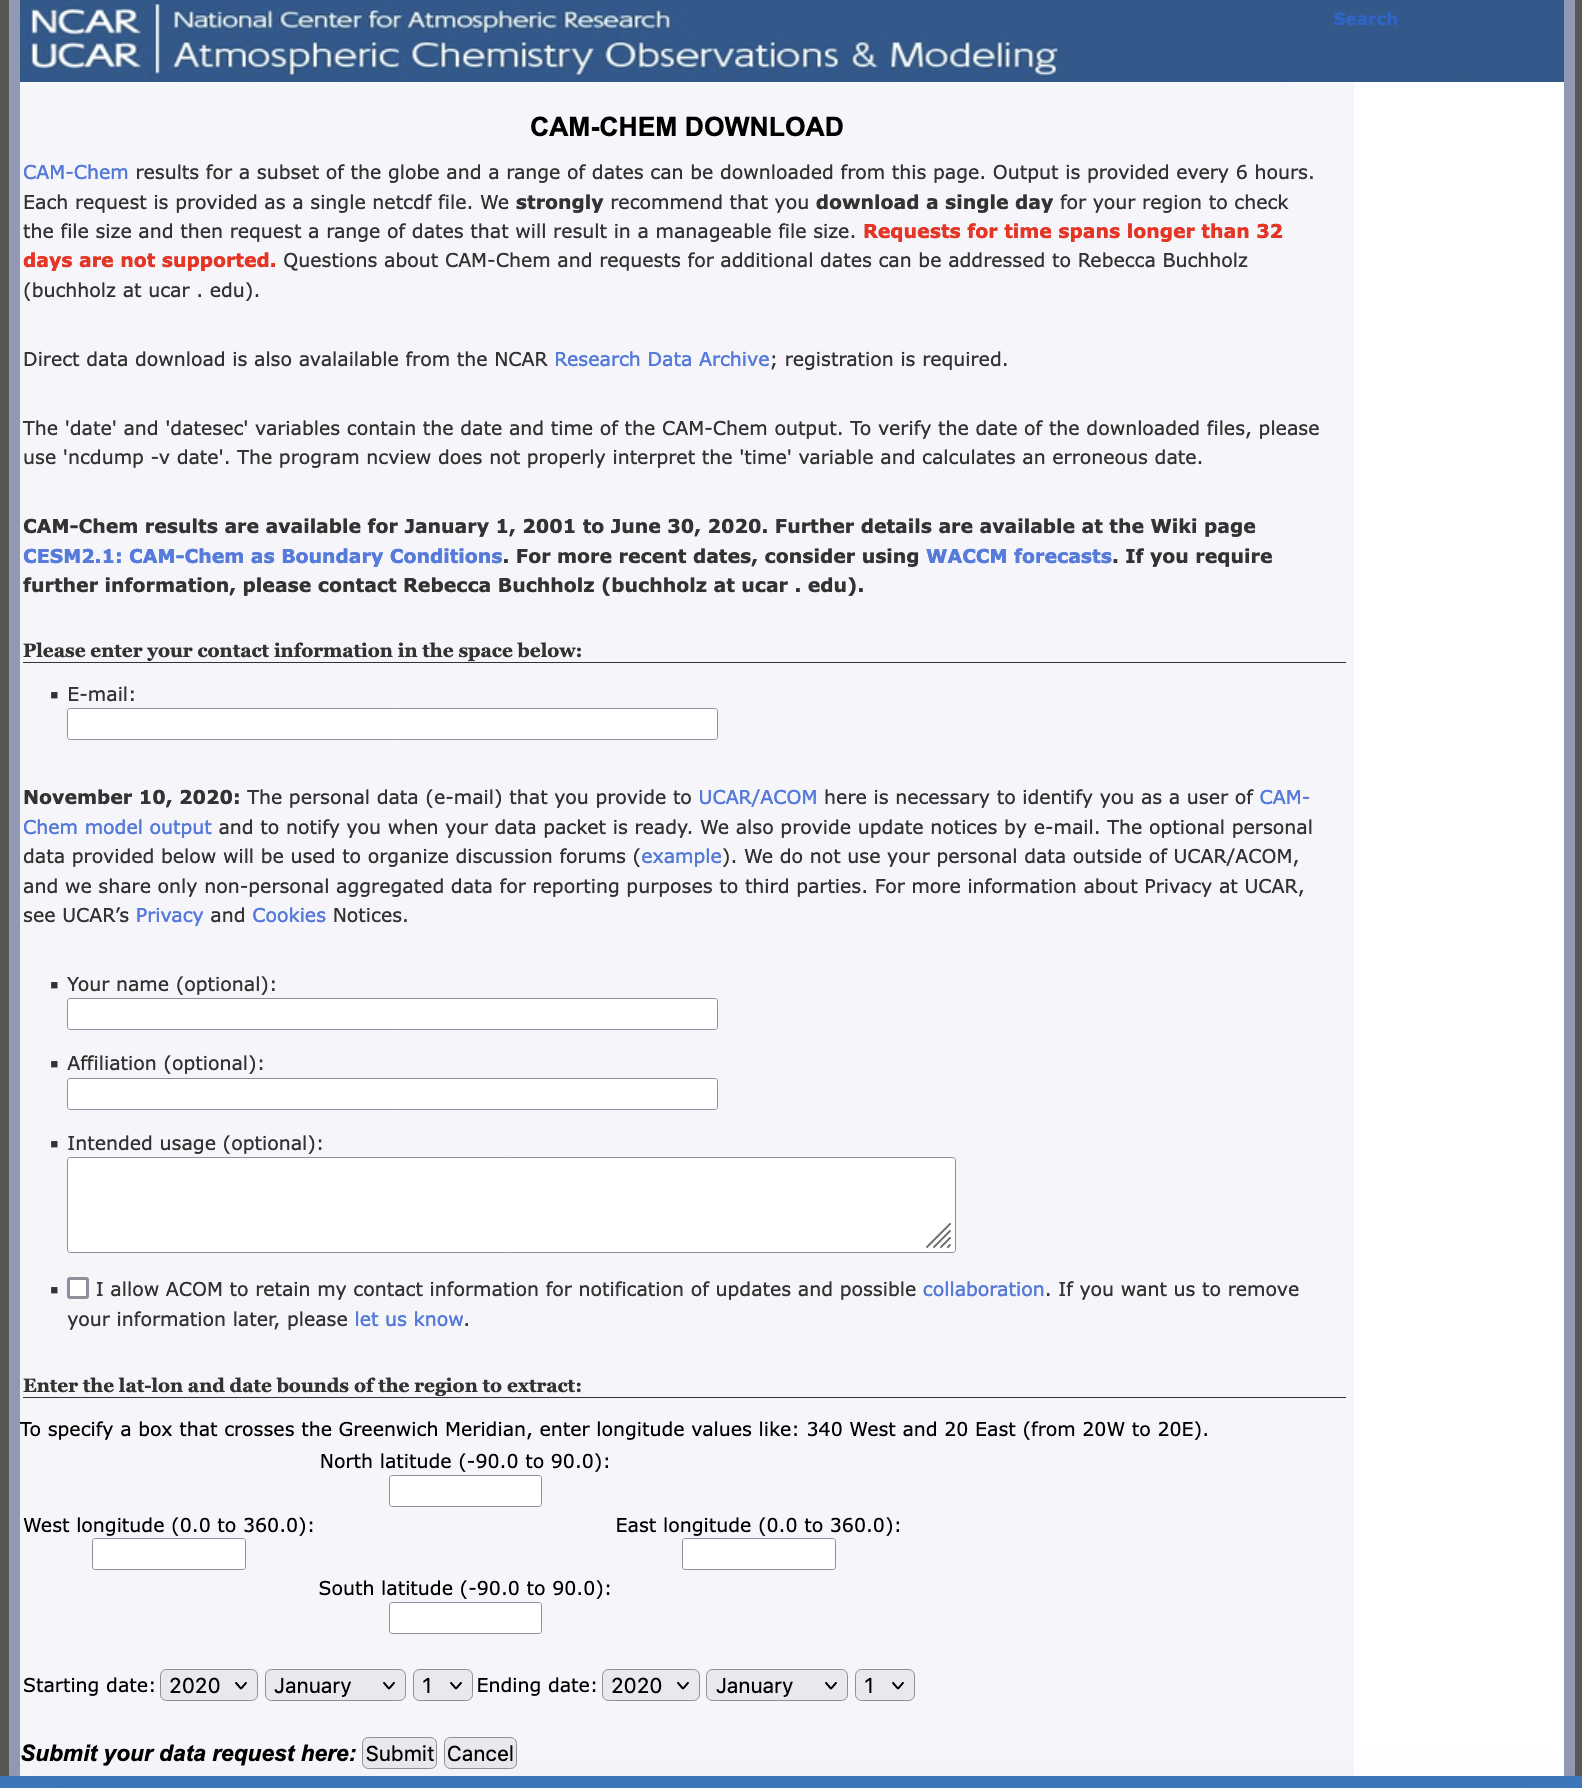 NCAR
UCAR
National Center for Atmospheric Research
Atmospheric Chemistry Observations & Modeling
Search
CAM-CHEM DOWNLOAD
CAM-Chem results for a subset of the globe and a range of dates can be downloaded from this page. Output is provided every 6 hours.
Each request is provided as a single netcdf file. We strongly recommend that you download a single day for your region to check
the file size and then request a range of dates that will result in a manageable file size. Requests for time spans longer than 32
days are not supported. Questions about CAM-Chem and requests for additional dates can be addressed to Rebecca Buchholz
(buchholz at ucar . edu).
Direct data download is also avalailable from the NCAR Research Data Archive; registration is required.
The 'date' and 'datesec' variables contain the date and time of the CAM-Chem output. To verify the date of the downloaded files, please
use 'ncdump -v date'. The program ncview does not properly interpret the 'time' variable and calculates an erroneous date.
CAM-Chem results are available for January 1, 2001 to June 30, 2020. Further details are available at the Wiki page
CESM2.1: CAM-Chem as Boundary Conditions. For more recent dates, consider using WACCM forecasts. If you require
further information, please contact Rebecca Buchholz (buchholz at ucar . edu).
Please enter your contact information in the space below:
▪ E-mail:
November 10, 2020: The personal data (e-mail) that you provide to UCAR/ACOM here is necessary to identify you as a user of CAM-
Chem model output and to notify you when your data packet is ready. We also provide update notices by e-mail. The optional personal
data provided below will be used to organize discussion forums (example). We do not use your personal data outside of UCAR/ACOM,
and we share only non-personal aggregated data for reporting purposes to third parties. For more information about Privacy at UCAR,
see UCAR’s Privacy and Cookies Notices.
▪ Your name (optional):
▪ Affiliation (optional):
▪ Intended usage (optional):
▪ I allow ACOM to retain my contact information for notification of updates and possible collaboration. If you want us to remove
your information later, please let us know.
Enter the lat-lon and date bounds of the region to extract:
To specify a box that crosses the Greenwich Meridian, enter longitude values like: 340 West and 20 East (from 20W to 20E).
North latitude (-90.0 to 90.0):
West longitude (0.0 to 360.0): East longitude (0.0 to 360.0):
South latitude (-90.0 to 90.0):
Starting date: 2020 January 1 Ending date: 2020 January 1
Submit your data request here: Submit Cancel